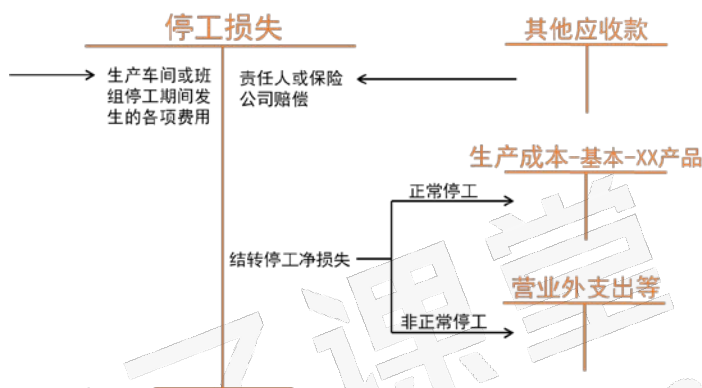 停工损失
其他应收款
生产车间或班
组停工期间发
生的各项费用
责任人或保险
公司赔偿
生产成本-基本-XX产品
正常停工
结转停工净损失
营业外支出等
非正常停工
课堂